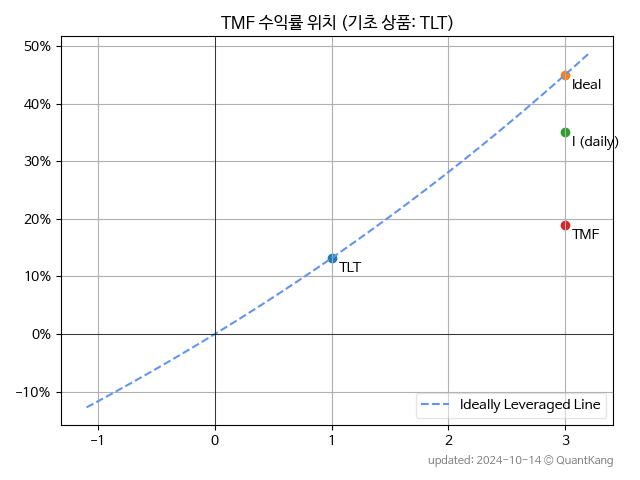 TMF 수익률 위치 (기초 상품: TLT)
50%
40%
30%
20%
10%
0%
−10%
Ideal
I (daily)
TMF
TLT
Ideally Leveraged Line
−1
0
1
2
3
updated: 2024-10-14 © QuantKang